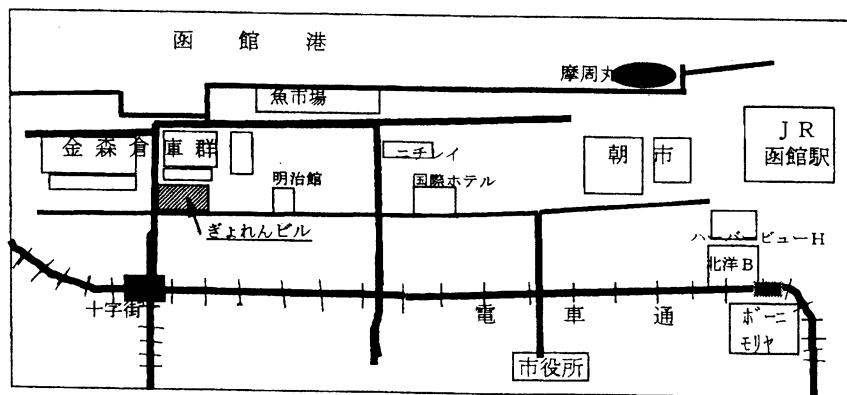 函館港
摩周丸
魚市場
金森倉庫群
ニチレイ
朝市
JR
函館駅
明治館
国際ホテル
ぎょれんビル
ハーバービューH
北洋B
十字街
電車通
ボーニ
モリヤ
市役所